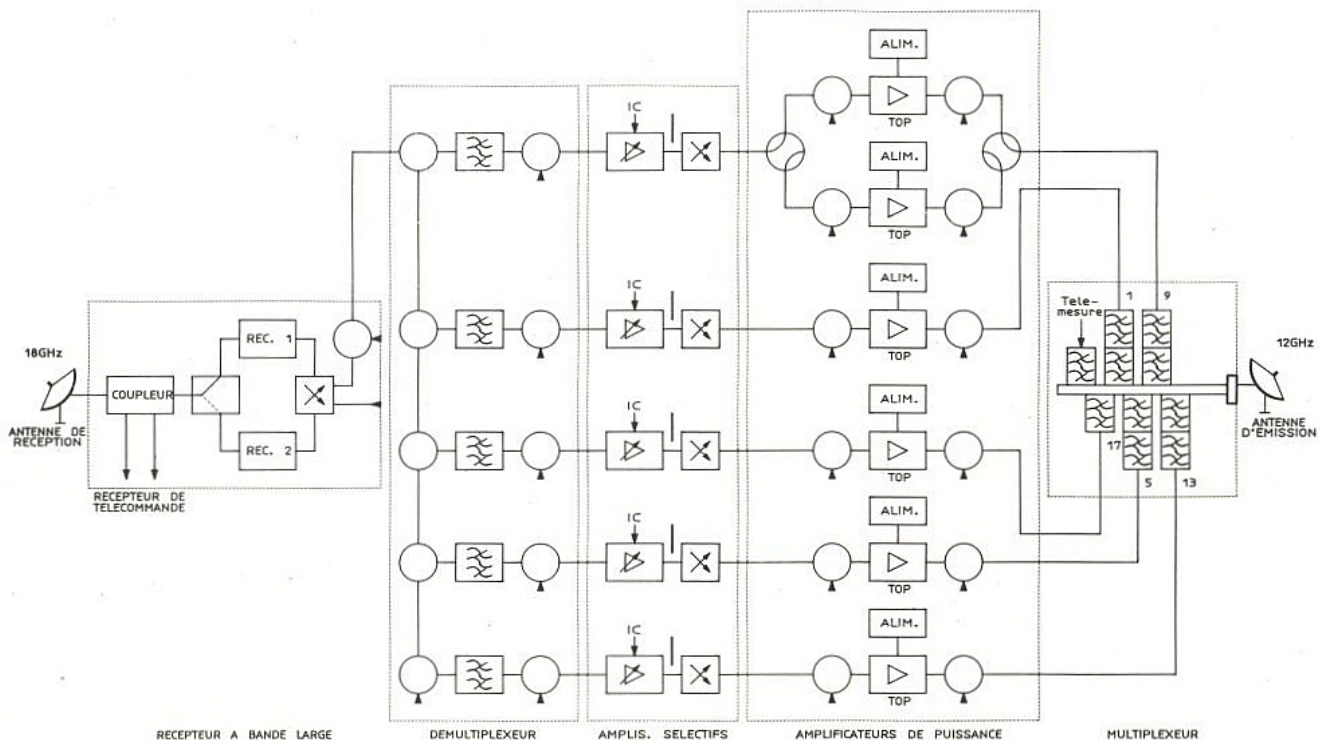 ALIM.
TOP
IC
ALIM.
TOP
ALIM.
IC
TOP
1
9
Tele-
mesure
18GHz
REC. 1
COUPLEUR
REC. 2
ANTENNE DE
RECEPTION
RECEPTEUR DE
TELECOMMANDE
12GHz
ANTENNE
D'EMISSION
17
5
13
ALIM.
IC
TOP
ALIM.
IC
TOP
ALIM.
IC
TOP
RECEPTEUR A BANDE LARGE
DEMULTIPLEXEUR
AMPLIS. SELECTIFS
AMPLIFICATEURS DE PUISSANCE
MULTIPLEXEUR